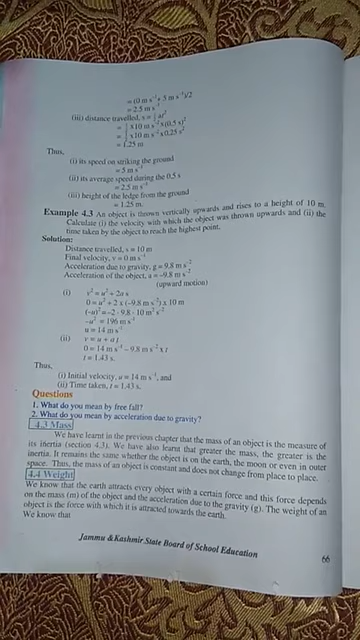 = (0 m s⁻¹ + 5 m s⁻¹)/2
= 2.5 m s⁻¹
(iii) distance travelled, s = ½ at²
= ½ x10 m s⁻² x (0.5 s)²
= ½ x10 m s⁻² x 0.25 s²
= 1.25 m
Thus,
(i) its speed on striking the ground
= 5 m s⁻¹
(ii) its average speed during the 0.5 s
= 2.5 m s⁻¹
(iii) height of the ledge from the ground
= 1.25 m.
Example 4.3 An object is thrown vertically upwards and rises to a height of 10 m.
Calculate (i) the velocity with which the object was thrown upwards and (ii) the
time taken by the object to reach the highest point.
Solution:
Distance travelled, s = 10 m
Final velocity, v = 0 m s⁻¹
Acceleration due to gravity, g = 9.8 m s⁻²
Acceleration of the object, a = –9.8 m s⁻²
(upward motion)
(i) v² = u² + 2a s
0 = u² + 2 x (–9.8 m s⁻²) x 10 m
(–u)² = –2 · 9.8 · 10 m² s⁻²
–u² = 196 m s⁻¹
u = 14 m s⁻¹
(ii) v = u + a t
0 = 14 m s⁻¹ – 9.8 m s⁻² x t
t = 1.43 s.
Thus,
(i) Initial velocity, u = 14 m s⁻¹, and
(ii) Time taken, t = 1.43 s.
Questions
1. What do you mean by free fall?
2. What do you mean by acceleration due to gravity?
4.3 Mass
We have learnt in the previous chapter that the mass of an object is the measure of
its inertia (section 4.3). We have also learnt that greater the mass, the greater is the
inertia. It remains the same whether the object is on the earth, the moon or even in outer
space. Thus, the mass of an object is constant and does not change from place to place.
4.4 Weight
We know that the earth attracts every object with a certain force and this force depends
on the mass (m) of the object and the acceleration due to the gravity (g). The weight of an
object is the force with which it is attracted towards the earth.
We know that
Jammu & Kashmir State Board of School Education
66